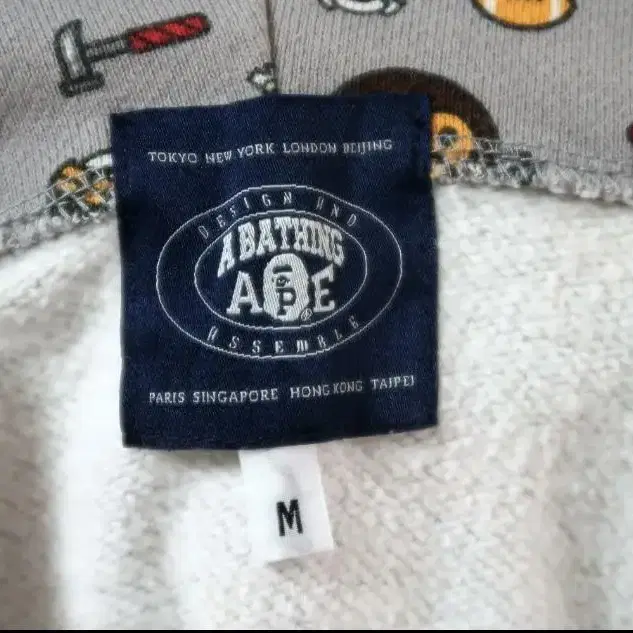 TOKYO NEW YORK LONDON BEIJING
DESIGN AND
A BATHING
APE
®
ASSEMBLE
PARIS SINGAPORE HONG KONG TAIPEI
M